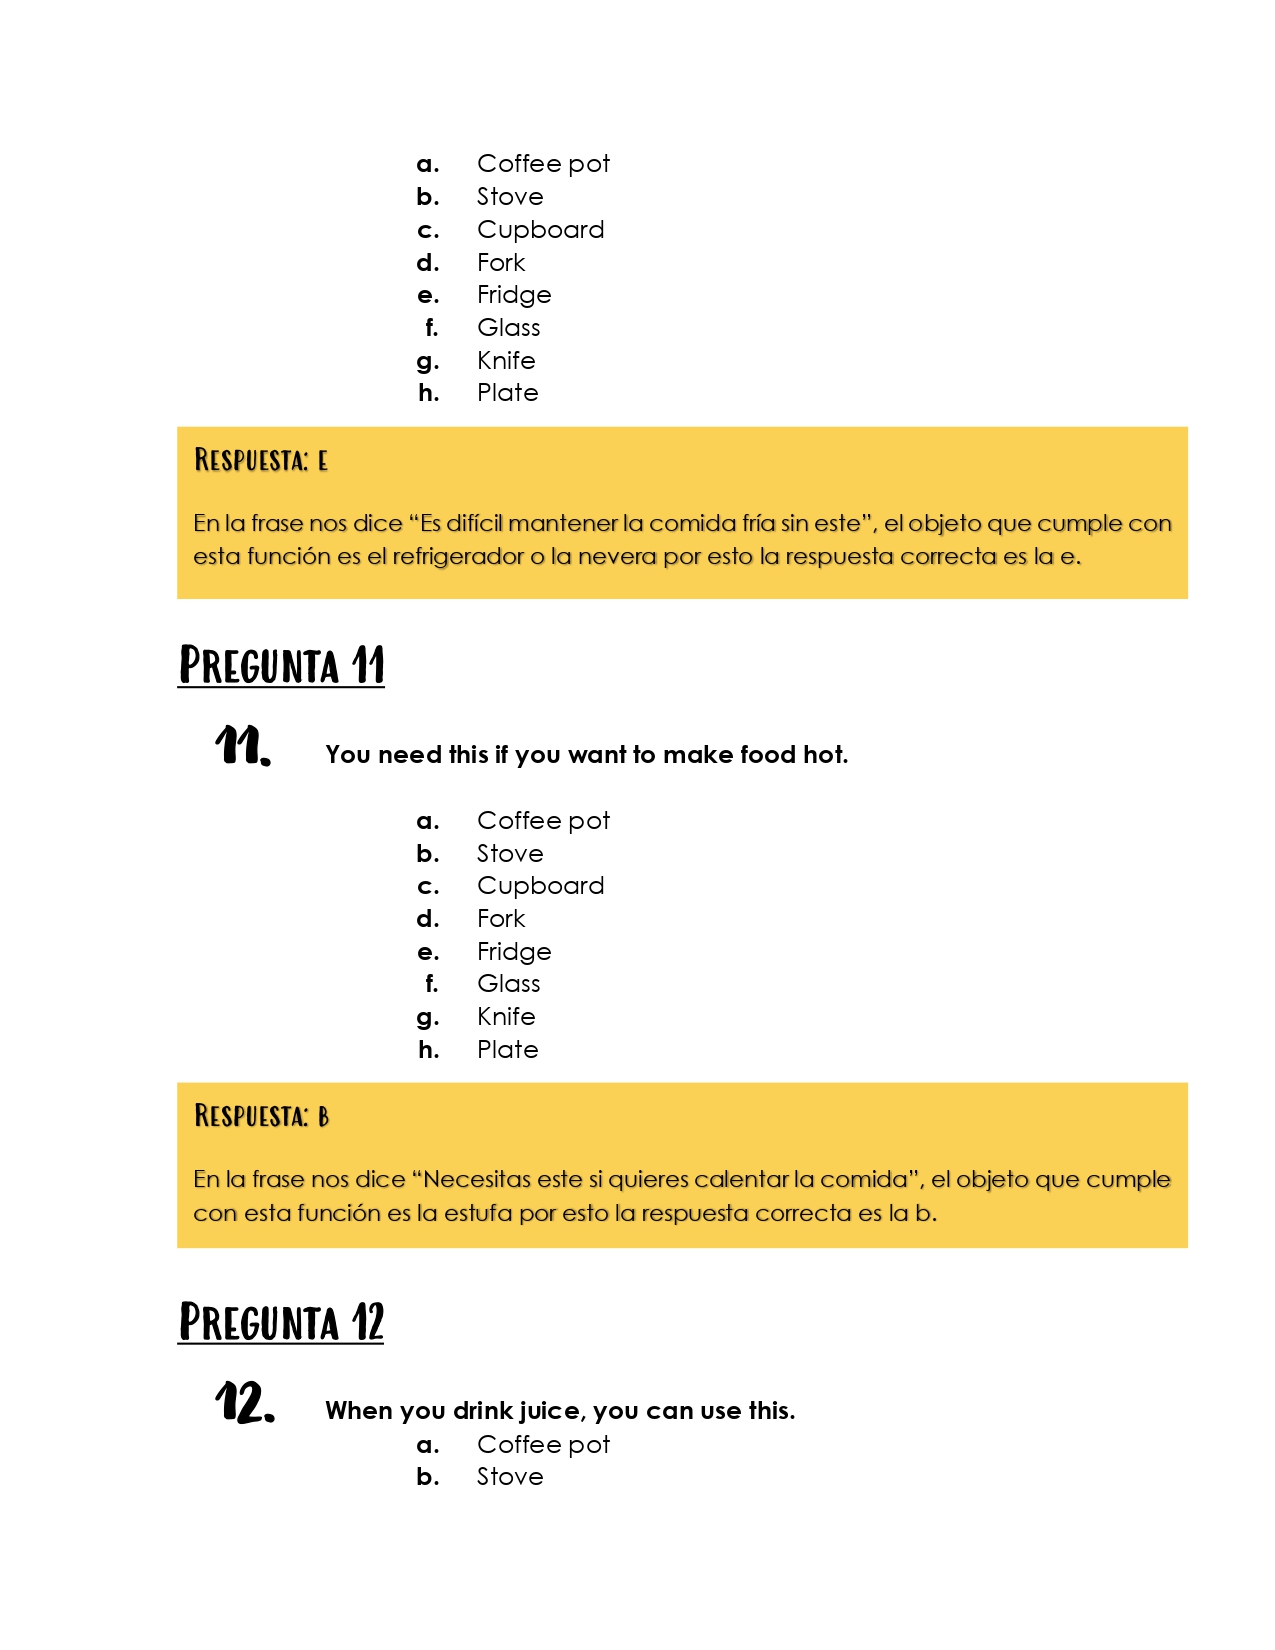 a. Coffee pot
b. Stove
c. Cupboard
d. Fork
e. Fridge
f. Glass
g. Knife
h. Plate
Respuesta: e
En la frase nos dice “Es difícil mantener la comida fría sin este”, el objeto que cumple con
esta función es el refrigerador o la nevera por esto la respuesta correcta es la e.
Pregunta 11
11. You need this if you want to make food hot.
a. Coffee pot
b. Stove
c. Cupboard
d. Fork
e. Fridge
f. Glass
g. Knife
h. Plate
Respuesta: b
En la frase nos dice “Necesitas este si quieres calentar la comida”, el objeto que cumple
con esta función es la estufa por esto la respuesta correcta es la b.
Pregunta 12
12. When you drink juice, you can use this.
a. Coffee pot
b. Stove